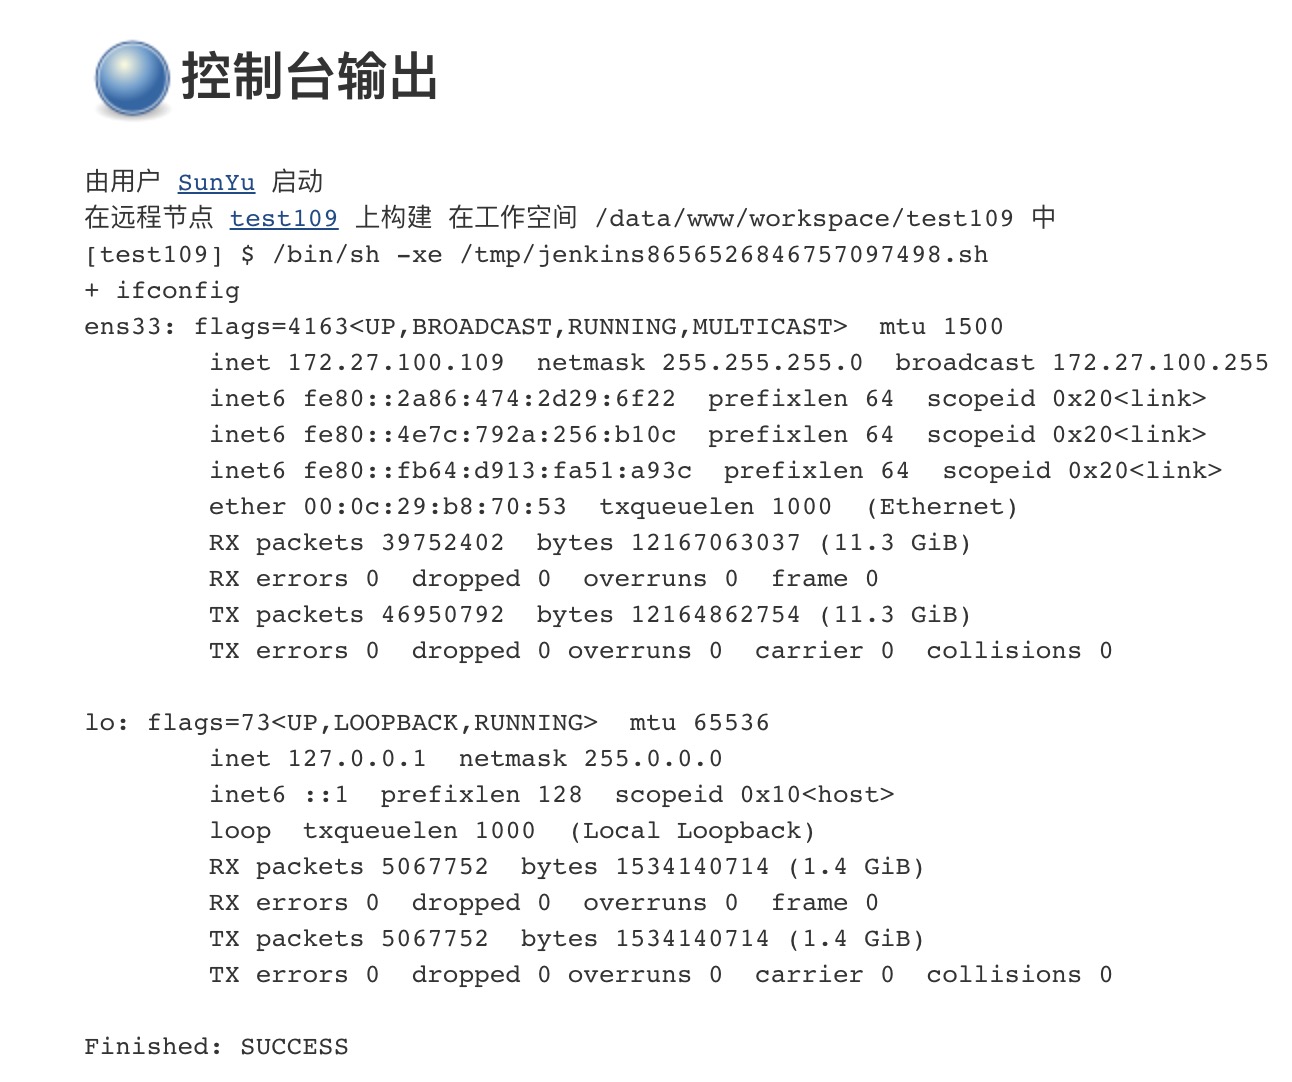 控制台输出
由用户 SunYu 启动
在远程节点 test109 上构建 在工作空间 /data/www/workspace/test109 中
[test109] $ /bin/sh -xe /tmp/jenkins8656526846757097498.sh
+ ifconfig
ens33: flags=4163<UP,BROADCAST,RUNNING,MULTICAST>  mtu 1500
        inet 172.27.100.109  netmask 255.255.255.0  broadcast 172.27.100.255
        inet6 fe80::2a86:474:2d29:6f22  prefixlen 64  scopeid 0x20<link>
        inet6 fe80::4e7c:792a:256:b10c  prefixlen 64  scopeid 0x20<link>
        inet6 fe80::fb64:d913:fa51:a93c  prefixlen 64  scopeid 0x20<link>
        ether 00:0c:29:b8:70:53  txqueuelen 1000  (Ethernet)
        RX packets 39752402  bytes 12167063037 (11.3 GiB)
        RX errors 0  dropped 0  overruns 0  frame 0
        TX packets 46950792  bytes 12164862754 (11.3 GiB)
        TX errors 0  dropped 0 overruns 0  carrier 0  collisions 0

lo: flags=73<UP,LOOPBACK,RUNNING>  mtu 65536
        inet 127.0.0.1  netmask 255.0.0.0
        inet6 ::1  prefixlen 128  scopeid 0x10<host>
        loop  txqueuelen 1000  (Local Loopback)
        RX packets 5067752  bytes 1534140714 (1.4 GiB)
        RX errors 0  dropped 0  overruns 0  frame 0
        TX packets 5067752  bytes 1534140714 (1.4 GiB)
        TX errors 0  dropped 0 overruns 0  carrier 0  collisions 0

Finished: SUCCESS